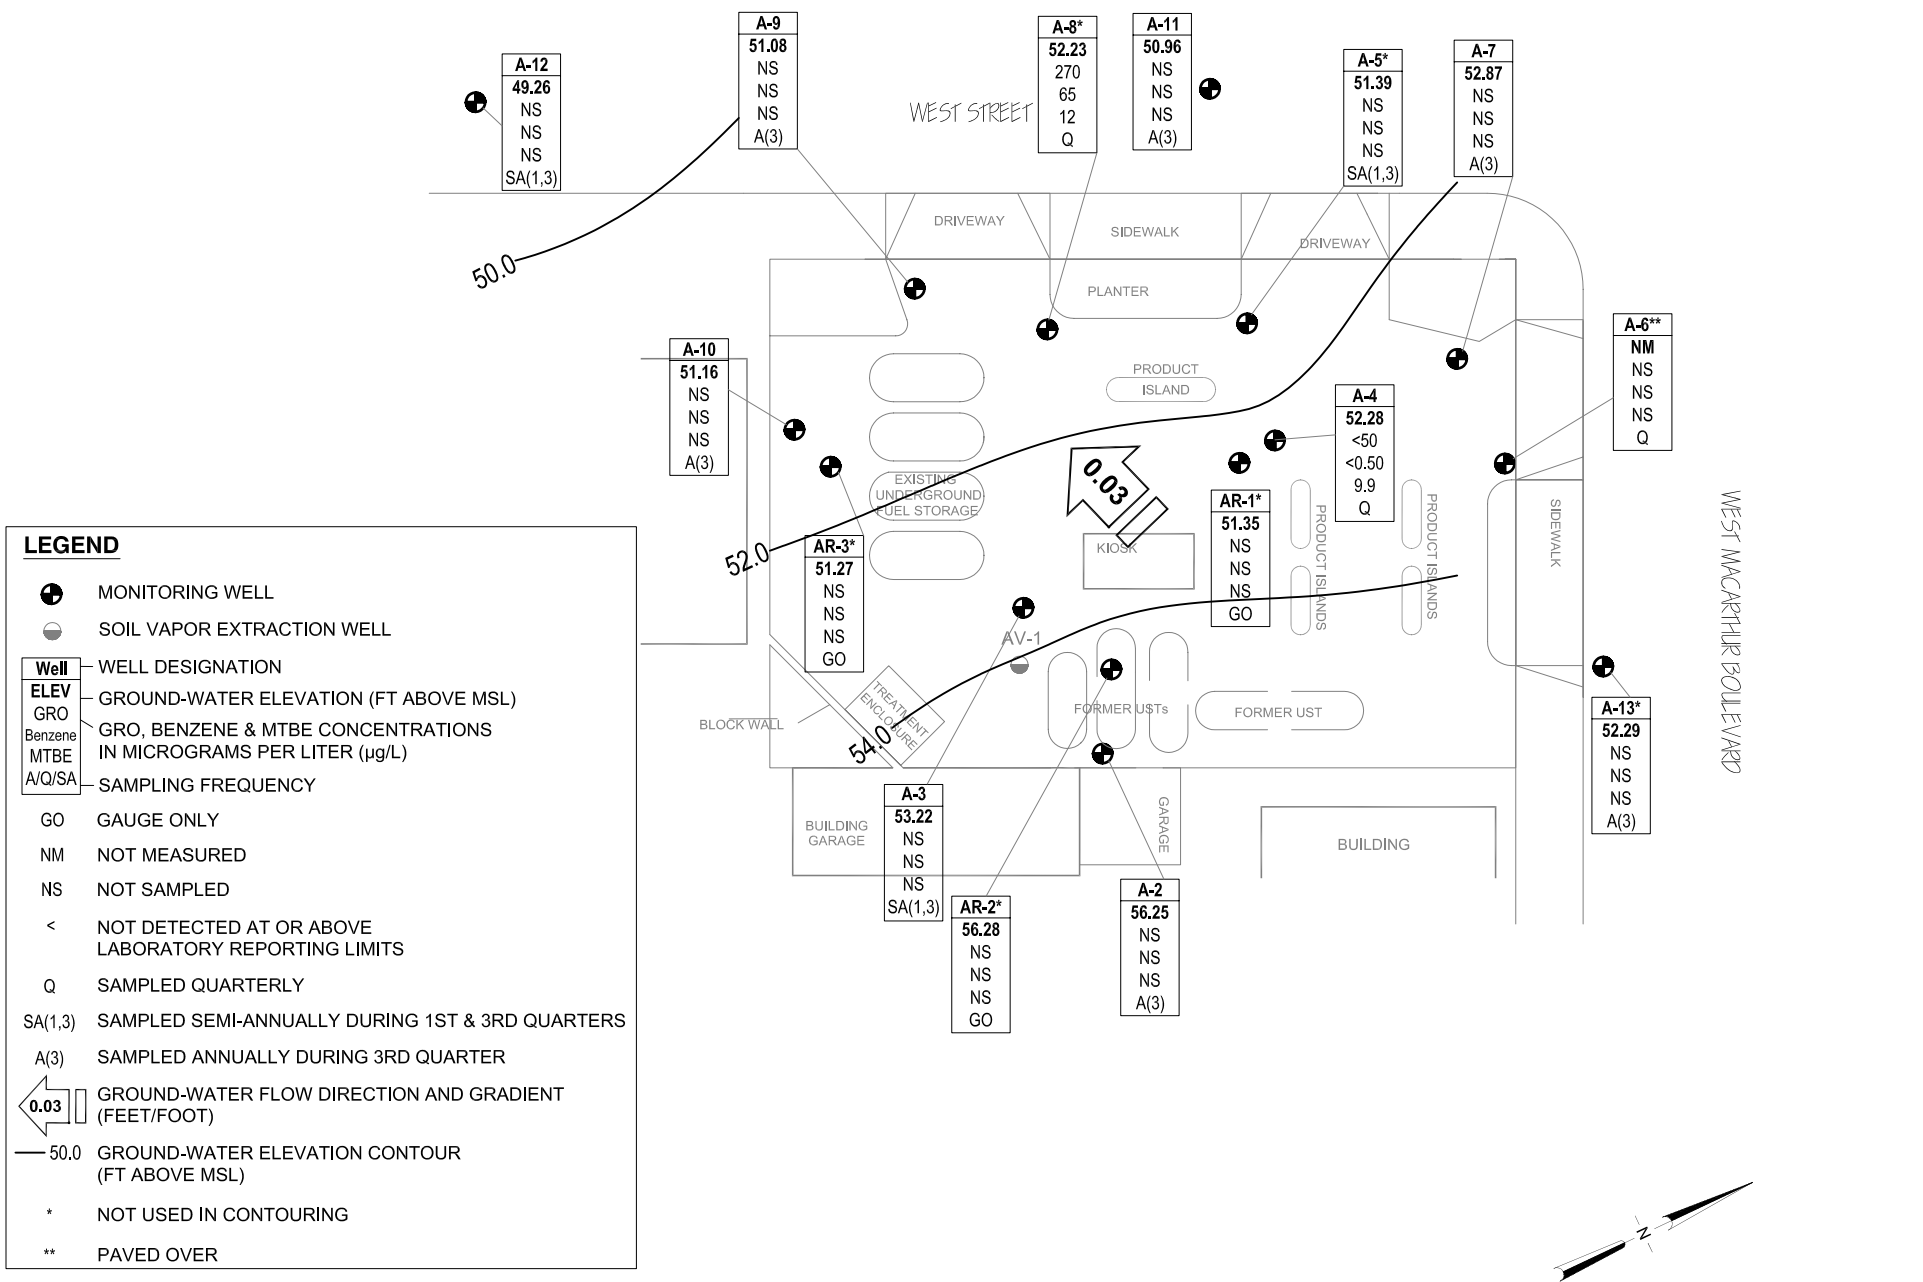 A-12
49.26
NS
NS
NS
SA(1,3)
A-9
51.08
NS
NS
NS
A(3)
WEST STREET
A-8*
52.23
270
65
12
Q
A-11
50.96
NS
NS
NS
A(3)
A-5*
51.39
NS
NS
NS
SA(1,3)
A-7
52.87
NS
NS
NS
A(3)
50.0
DRIVEWAY
SIDEWALK
DRIVEWAY
PLANTER
A-10
51.16
NS
NS
NS
A(3)
PRODUCT
ISLAND
A-4
52.28
<50
<0.50
9.9
Q
A-6**
NM
NS
NS
NS
Q
EXISTING
UNDERGROUND
FUEL STORAGE
0.03
52.0
AR-3*
51.27
NS
NS
NS
GO
KIOSK
AR-1*
51.35
NS
NS
NS
GO
PRODUCT ISLANDS
PRODUCT ISLANDS
SIDEWALK
WEST MACARTHUR BOULEVARD
AV-1
TREATMENT
ENCLOSURE
BLOCK WALL
54.0
FORMER USTs
FORMER UST
A-13*
52.29
NS
NS
NS
A(3)
A-3
53.22
NS
NS
NS
SA(1,3)
BUILDING
GARAGE
GARAGE
BUILDING
AR-2*
56.28
NS
NS
NS
GO
A-2
56.25
NS
NS
NS
A(3)
LEGEND
MONITORING WELL
SOIL VAPOR EXTRACTION WELL
Well
WELL DESIGNATION
ELEV
GROUND-WATER ELEVATION (FT ABOVE MSL)
GRO
Benzene
MTBE
GRO, BENZENE & MTBE CONCENTRATIONS
IN MICROGRAMS PER LITER (µg/L)
A/Q/SA
SAMPLING FREQUENCY
GO GAUGE ONLY
NM NOT MEASURED
NS NOT SAMPLED
< NOT DETECTED AT OR ABOVE
LABORATORY REPORTING LIMITS
Q SAMPLED QUARTERLY
SA(1,3) SAMPLED SEMI-ANNUALLY DURING 1ST & 3RD QUARTERS
A(3) SAMPLED ANNUALLY DURING 3RD QUARTER
0.03 GROUND-WATER FLOW DIRECTION AND GRADIENT
(FEET/FOOT)
50.0 GROUND-WATER ELEVATION CONTOUR
(FT ABOVE MSL)
* NOT USED IN CONTOURING
** PAVED OVER
N